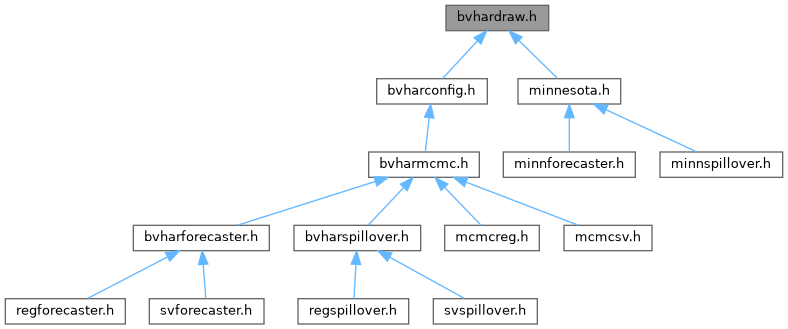 bvhardraw.h
bvharconfig.h
minnesota.h
bvharmcmc.h
minnforecaster.h
minnspillover.h
bvharforecaster.h
bvharspillover.h
mcmcreg.h
mcmcsv.h
regforecaster.h
svforecaster.h
regspillover.h
svspillover.h